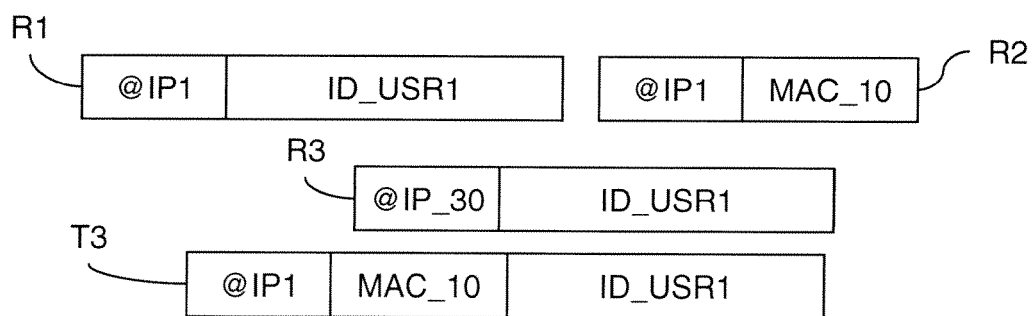 R1
@IP1 ID_USR1 @IP1 MAC_10 R2
R3
@IP_30 ID_USR1
T3
@IP1 MAC_10 ID_USR1